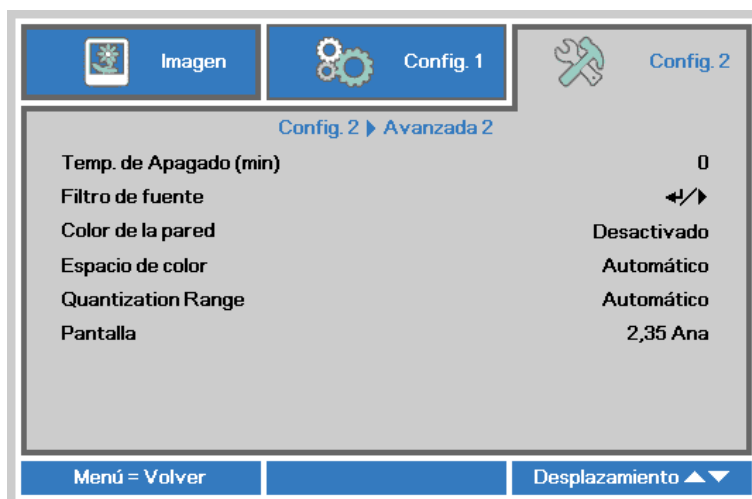 Imagen
Config. 1
Config. 2
Config. 2 ▶ Avanzada 2
Temp. de Apagado (min) 0
Filtro de fuente ↵/▶
Color de la pared Desactivado
Espacio de color Automático
Quantization Range Automático
Pantalla 2,35 Ana
Menú = Volver
Desplazamiento ▲▼